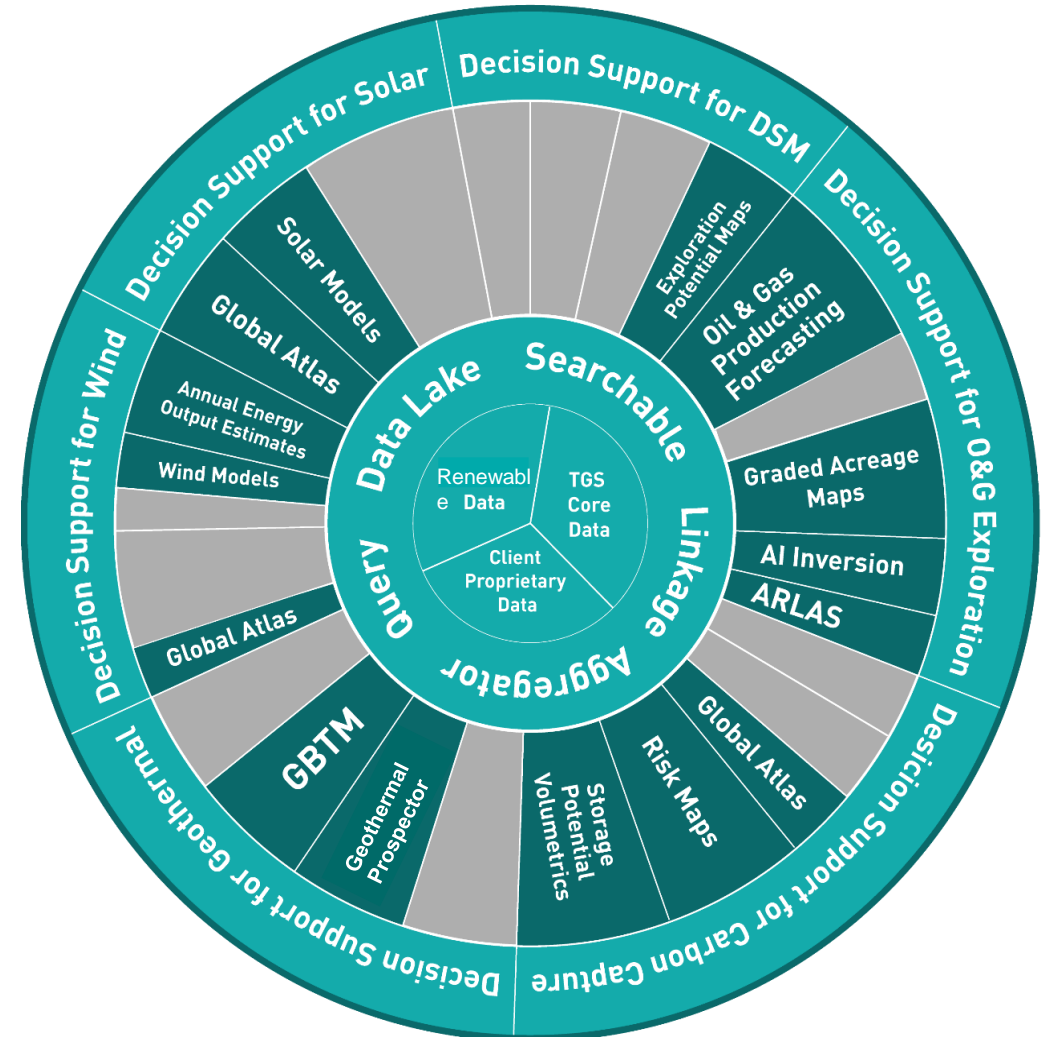 Decision Support for DSM
Decision Support for O&G Exploration
Desicion Support for Carbon Capture
Decision Support for Geothermal
Decision Support for Wind
Decision Support for Solar
Exploration
Potential Maps
Oil & Gas
Production
Forecasting
Graded Acreage
Maps
AI Inversion
ARLAS
Global Atlas
Risk Maps
Storage
Potential
Volumetrics
Geothermal
Prospector
GBTM
Global Atlas
Wind Models
Annual Energy
Output Estimates
Global Atlas
Solar Models
Data Lake
Searchable
Linkage
Aggregator
Query
Renewabl
e Data
TGS
Core
Data
Client
Proprietary
Data